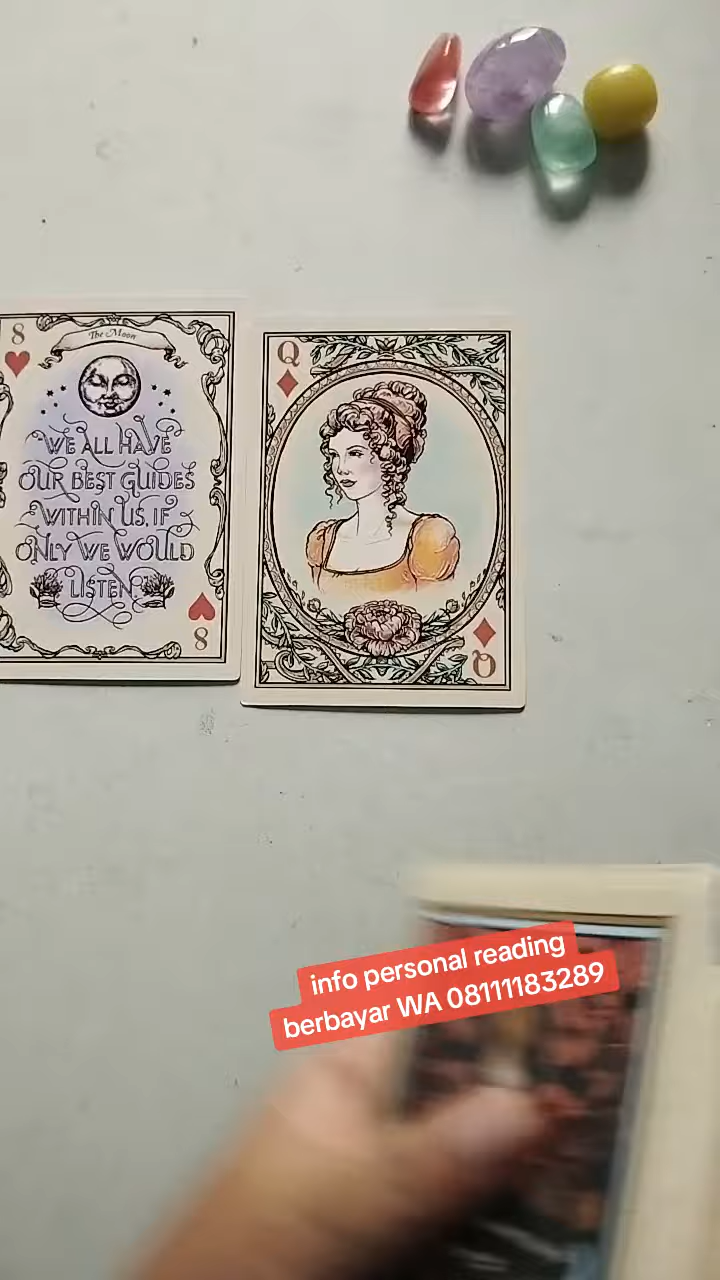 8
The Moon
WE ALL HAVE
OUR BEST GUIDES
WITHIN US, IF
ONLY WE WOULD
LISTEN.
8
Q
Q
info personal reading
berbayar WA 08111183289